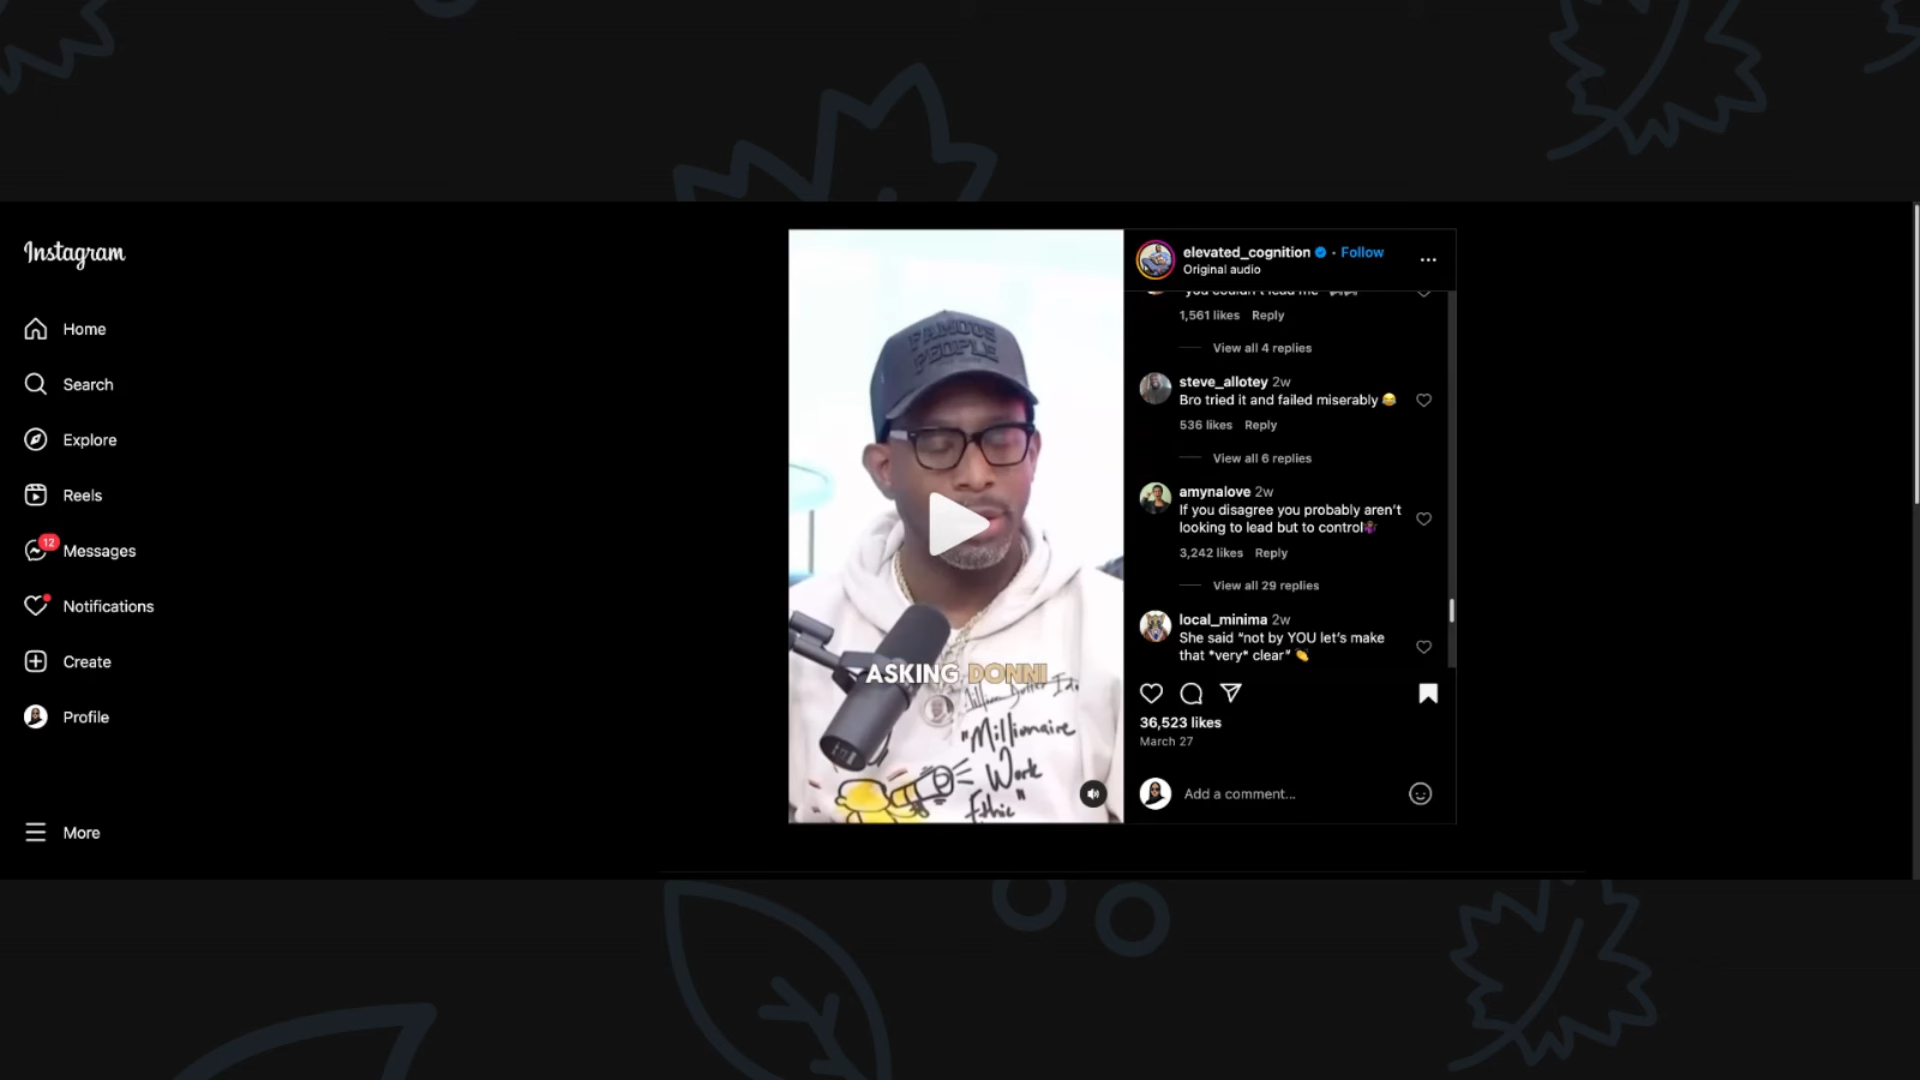 Instagram
Home
Search
Explore
Reels
12
Messages
Notifications
Create
Profile
More
FAMOUS
PEOPLE
ASKING DONNI
"Millionaire
Work
Ethic"
elevated_cognition · Follow
Original audio
you couldn't lead me
1,561 likes Reply
View all 4 replies
steve_allotey 2w
Bro tried it and failed miserably 😂
536 likes Reply
View all 6 replies
amynalove 2w
If you disagree you probably aren't
looking to lead but to control
3,242 likes Reply
View all 29 replies
local_minima 2w
She said “not by YOU let's make
that *very* clear” 👏
36,523 likes
March 27
Add a comment...